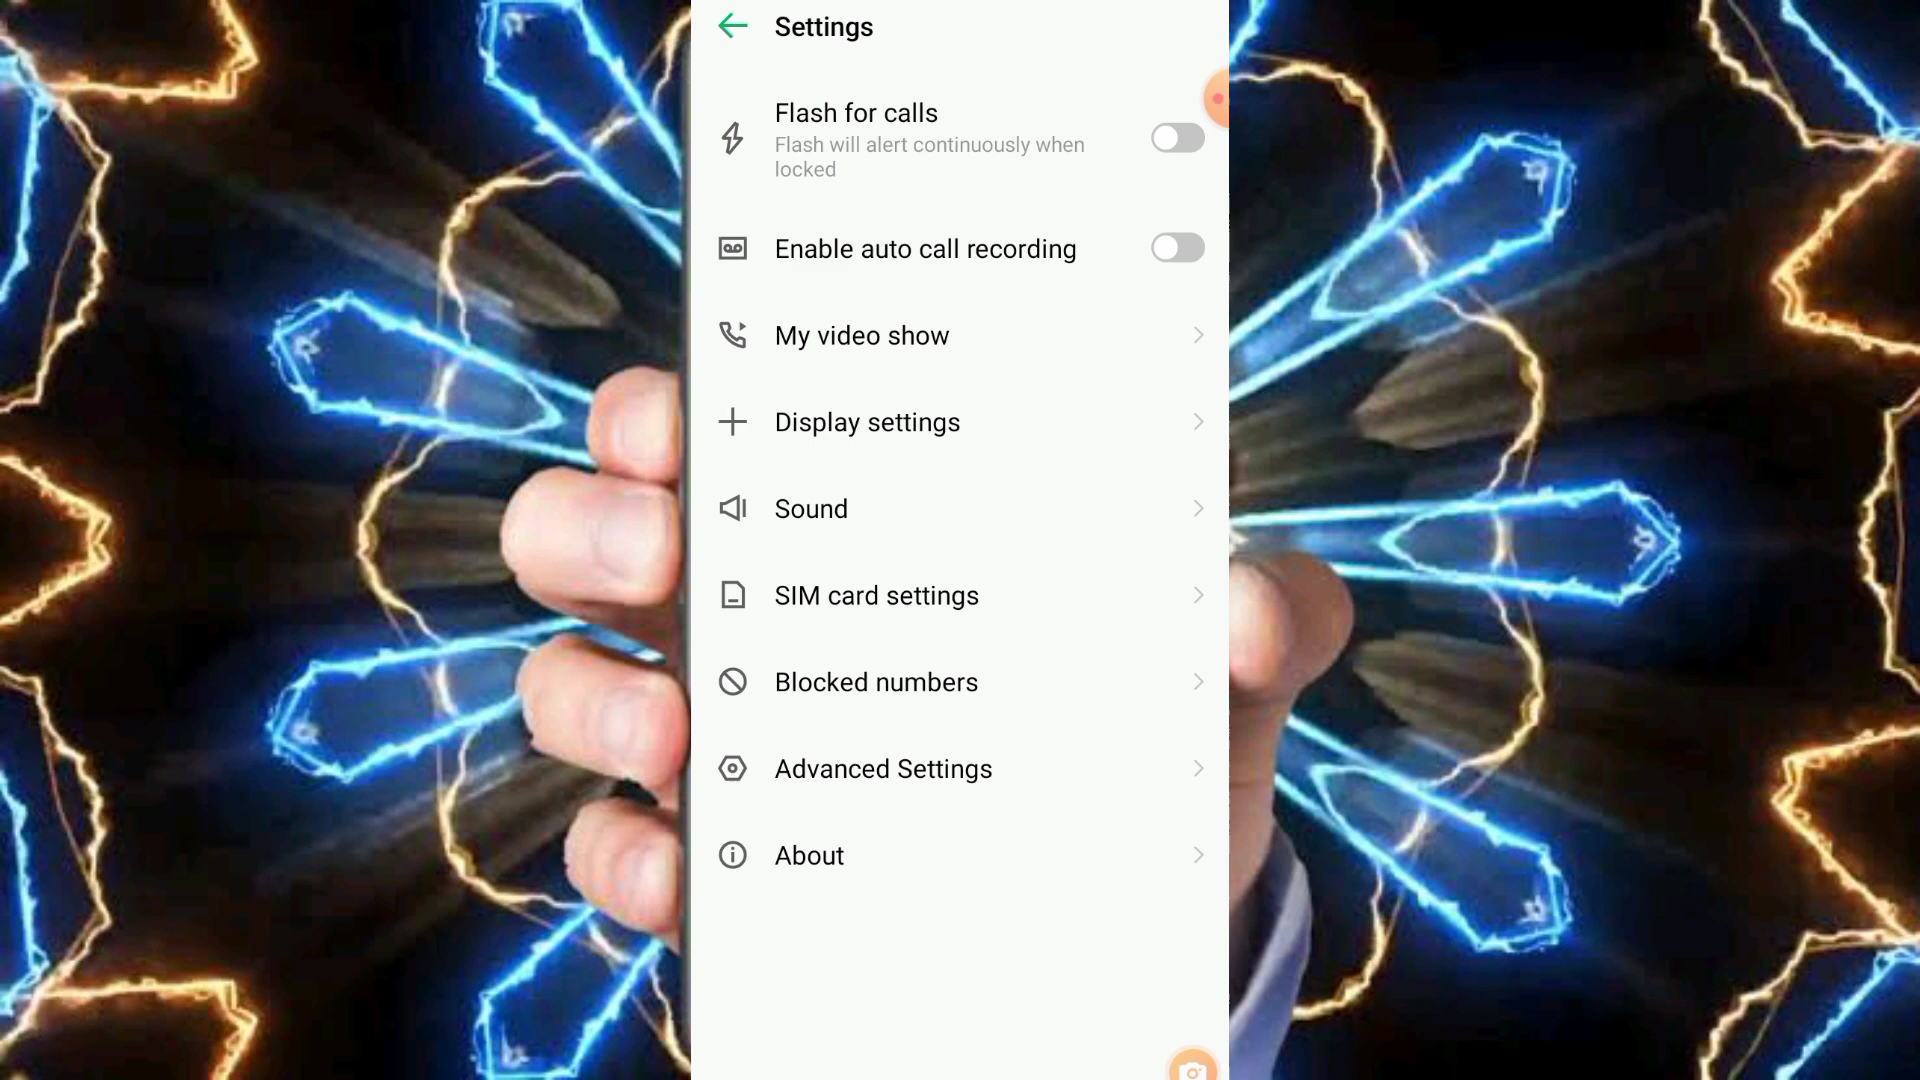 Settings
Flash for calls
Flash will alert continuously when
locked
Enable auto call recording
My video show
Display settings
Sound
SIM card settings
Blocked numbers
Advanced Settings
About